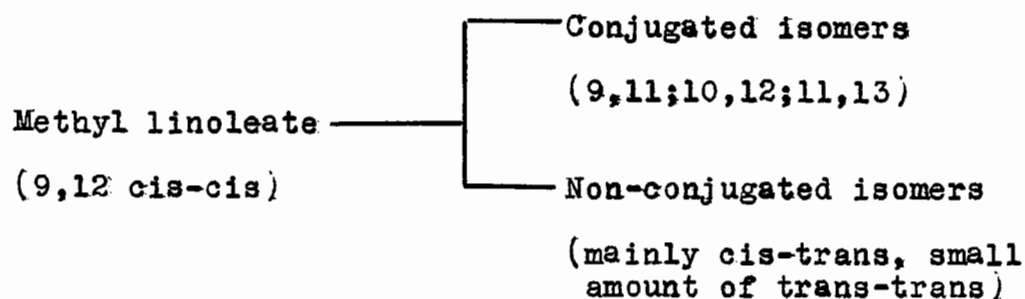 Conjugated isomers
(9,11;10,12;11,13)
Methyl linoleate
(9,12 cis-cis)
Non-conjugated isomers
(mainly cis-trans, small
amount of trans-trans)